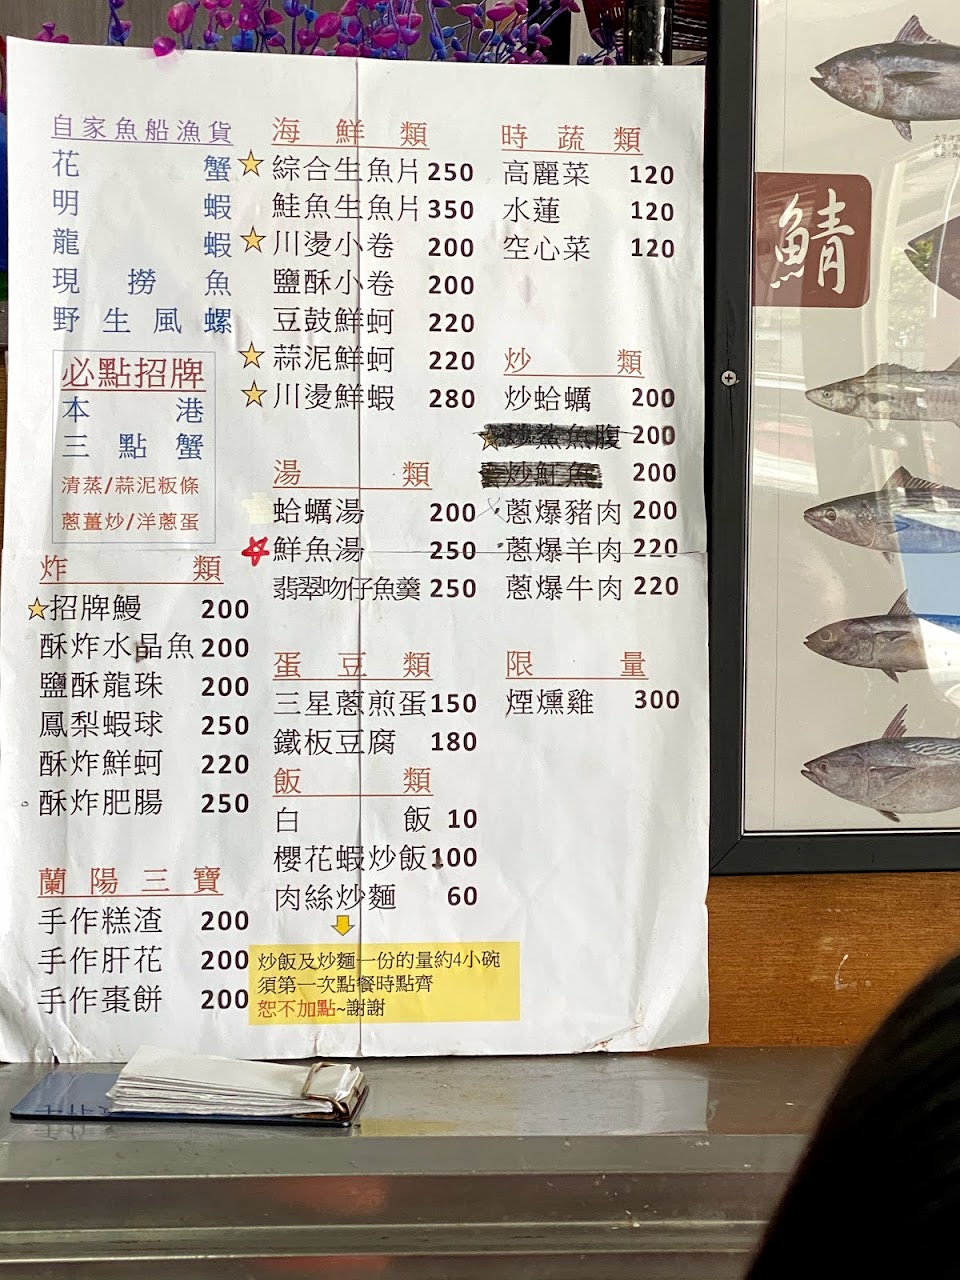 自家魚船漁貨
花蟹
明蝦
龍蝦
現撈魚
野生風螺
必點招牌
本港
三點蟹
清蒸/蒜泥粄條
蔥薑炒/洋蔥蛋
炸類
招牌鰻 200
酥炸水晶魚 200
鹽酥龍珠 200
鳳梨蝦球 250
酥炸鮮蚵 220
酥炸肥腸 250
蘭陽三寶
手作糕渣 200
手作肝花 200
手作棗餅 200
海鮮類
綜合生魚片 250
鮭魚生魚片 350
川燙小卷 200
鹽酥小卷 200
豆鼓鮮蚵 220
蒜泥鮮蚵 220
川燙鮮蝦 280
湯類
蛤蠣湯 200
鮮魚湯 250
翡翠吻仔魚羹 250
蛋豆類
三星蔥煎蛋 150
鐵板豆腐 180
飯類
白飯 10
櫻花蝦炒飯 100
肉絲炒麵 60
炒飯及炒麵一份的量約4小碗
須第一次點餐時點齊
恕不加點~謝謝
時蔬類
高麗菜 120
水蓮 120
空心菜 120
炒類
炒蛤蠣 200
炒鯊魚腹 200
炒魟魚 200
蔥爆豬肉 200
蔥爆羊肉 220
蔥爆牛肉 220
限量
煙燻雞 300
鯖